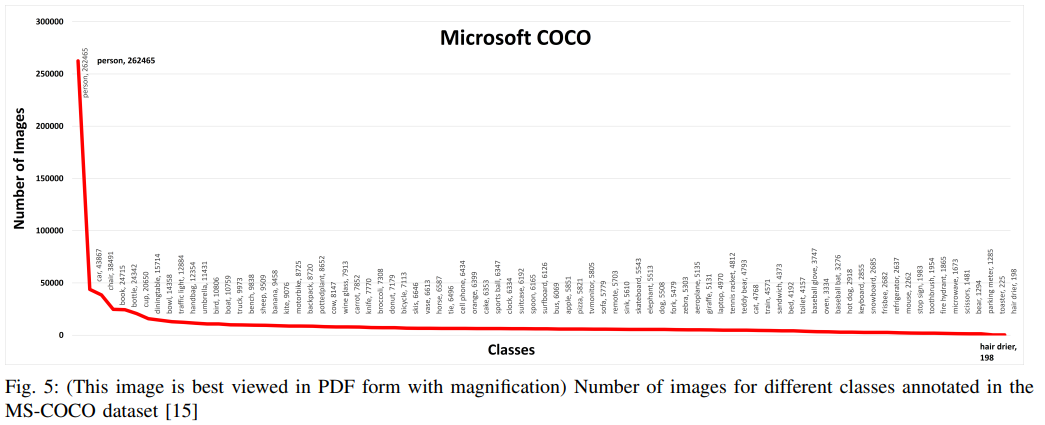 Microsoft COCO
Number of Images
300000
250000
200000
150000
100000
50000
0
person, 262465
person, 262465
car, 43867
chair, 38491
book, 24715
bottle, 24342
cup, 20650
diningtable, 15714
bowl, 14358
traffic light, 12884
handbag, 12354
umbrella, 11431
bird, 10806
boat, 10759
truck, 9973
bench, 9838
sheep, 9509
banana, 9458
kite, 9076
motorbike, 8725
backpack, 8720
pottedplant, 8652
cow, 8147
wine glass, 7913
carrot, 7852
knife, 7770
broccoli, 7308
donut, 7179
bicycle, 7113
skis, 6646
vase, 6613
horse, 6587
tie, 6496
cell phone, 6434
orange, 6399
cake, 6353
sports ball, 6347
clock, 6334
suitcase, 6192
spoon, 6165
surfboard, 6126
bus, 6069
apple, 5851
pizza, 5821
tvmonitor, 5805
sofa, 5779
remote, 5703
sink, 5610
skateboard, 5543
elephant, 5513
dog, 5508
fork, 5479
zebra, 5303
aeroplane, 5135
giraffe, 5131
laptop, 4970
tennis racket, 4812
teddy bear, 4793
cat, 4768
train, 4571
sandwich, 4373
bed, 4192
toilet, 4157
baseball glove, 3747
oven, 3334
baseball bat, 3276
hot dog, 2918
keyboard, 2855
snowboard, 2685
frisbee, 2682
refrigerator, 2637
mouse, 2262
stop sign, 1983
toothbrush, 1954
fire hydrant, 1865
microwave, 1673
scissors, 1481
bear, 1294
parking meter, 1285
toaster, 225
hair drier, 198
hair drier,
198
Classes
Fig. 5: (This image is best viewed in PDF form with magnification) Number of images for different classes annotated in the
MS-COCO dataset [15]